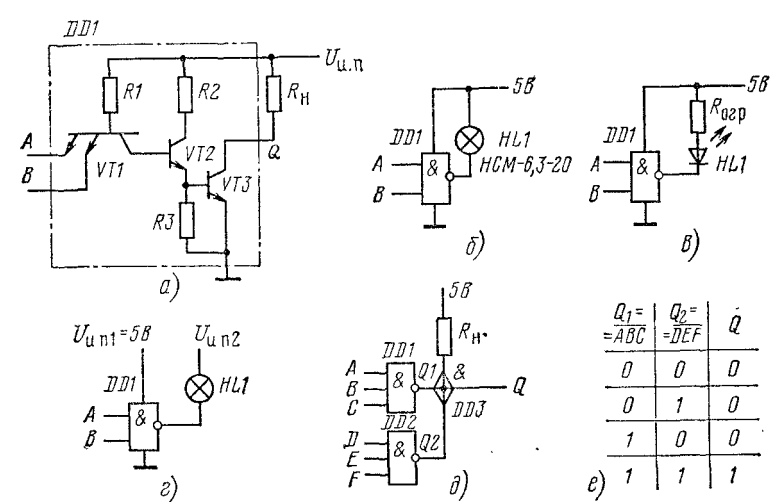 DD1
Uи.п
R1
R2
Rн
A
B
VT1
VT2
VT3
Q
R3
а)
5В
DD1
A
B
&
HL1
НСМ-6,3-20
б)
5В
Rогр
DD1
A
B
&
HL1
в)
Uи п1=5В
Uи п2
DD1
A
B
&
HL1
г)
5В
Rн.
DD1
A
B
C
&
Q1
&
Q
DD3
DD2
D
E
F
&
Q2
д)
Q1= =ABC Q2= =DEF Q
0 0 0
0 1 0
1 0 0
1 1 1
е)